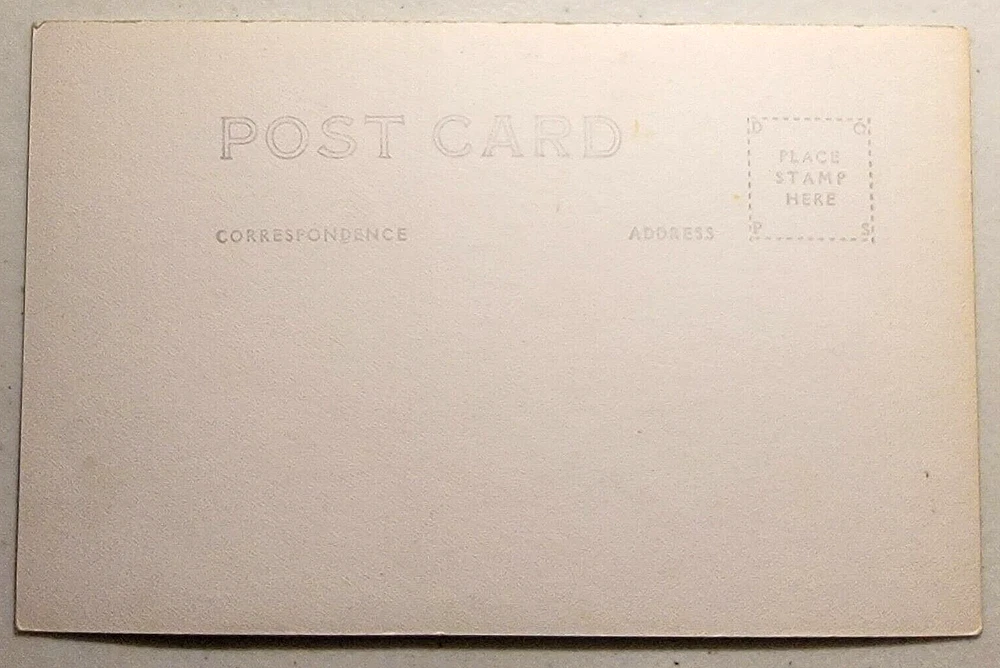 POST CARD
D O
PLACE
STAMP
HERE
P S
CORRESPONDENCE
ADDRESS